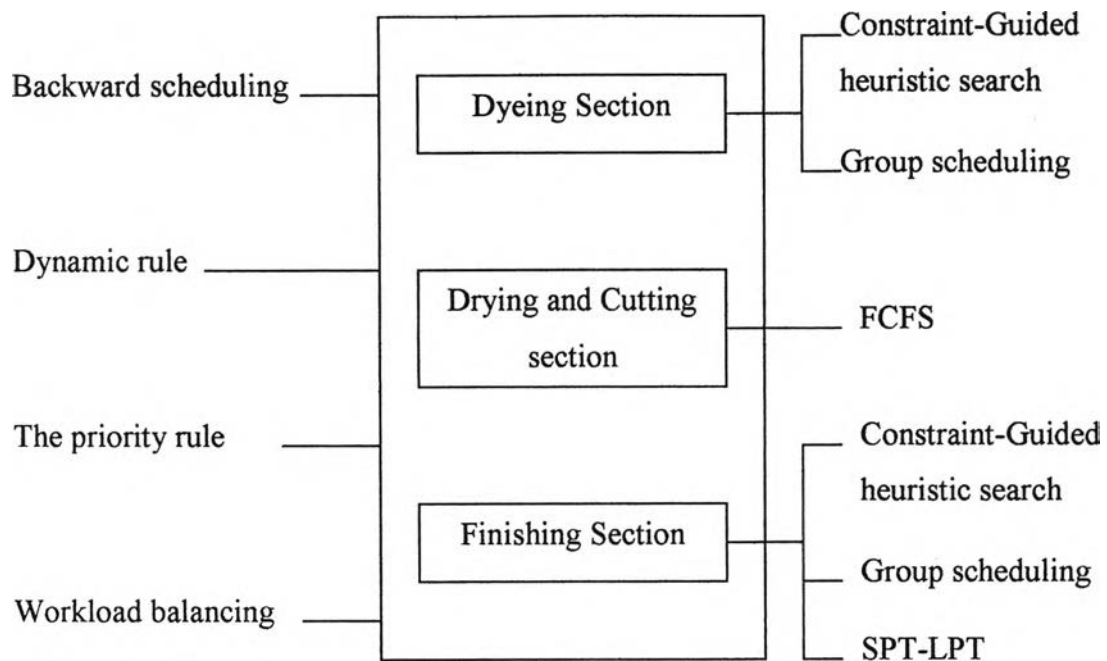 Backward scheduling
Dynamic rule
The priority rule
Workload balancing
Dyeing Section
Drying and Cutting
section
Finishing Section
Constraint-Guided
heuristic search
Group scheduling
FCFS
Constraint-Guided
heuristic search
Group scheduling
SPT-LPT